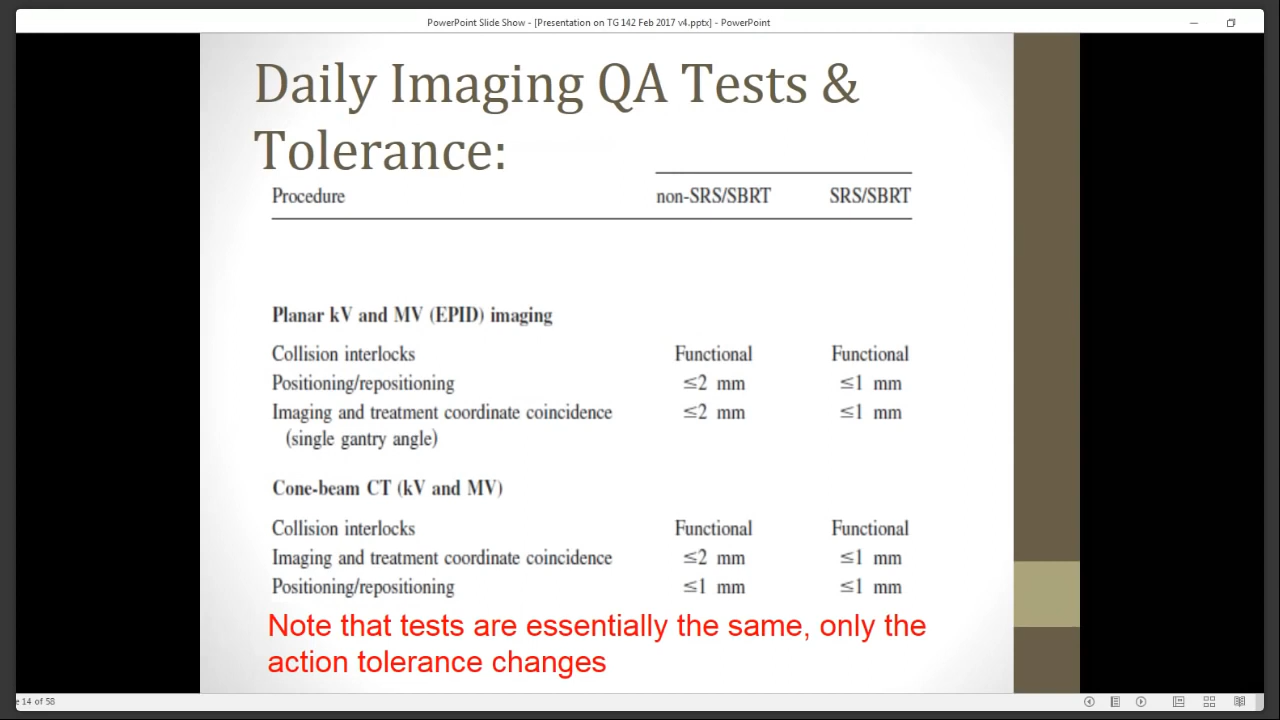 PowerPoint Slide Show - [Presentation on TG 142 Feb 2017 v4.pptx] - PowerPoint
Daily Imaging QA Tests &
Tolerance:
Procedure non-SRS/SBRT SRS/SBRT
Planar kV and MV (EPID) imaging
Collision interlocks Functional Functional
Positioning/repositioning ≤2 mm ≤1 mm
Imaging and treatment coordinate coincidence ≤2 mm ≤1 mm
(single gantry angle)
Cone-beam CT (kV and MV)
Collision interlocks Functional Functional
Imaging and treatment coordinate coincidence ≤2 mm ≤1 mm
Positioning/repositioning ≤1 mm ≤1 mm
Note that tests are essentially the same, only the
action tolerance changes
e 14 of 58